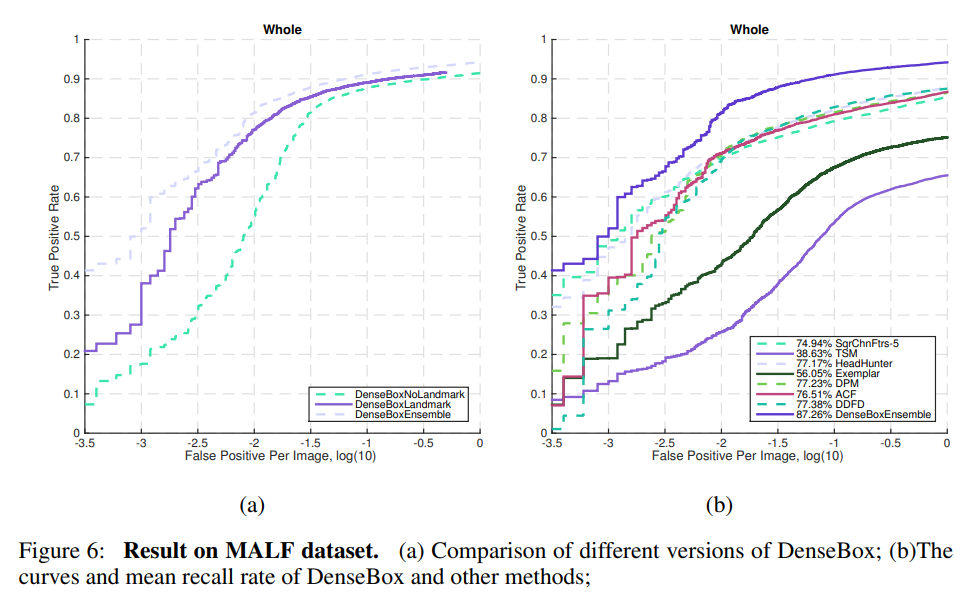 Whole
True Positive Rate
1
0.9
0.8
0.7
0.6
0.5
0.4
0.3
0.2
0.1
0
-3.5 -3 -2.5 -2 -1.5 -1 -0.5 0
False Positive Per Image, log(10)
DenseBoxNoLandmark
DenseBoxLandmark
DenseBoxEnsemble
(a)
Whole
True Positive Rate
1
0.9
0.8
0.7
0.6
0.5
0.4
0.3
0.2
0.1
0
-3.5 -3 -2.5 -2 -1.5 -1 -0.5 0
False Positive Per Image, log(10)
74.94% SqrChnFtrs-5
38.63% TSM
77.17% HeadHunter
56.05% Exemplar
77.23% DPM
76.51% ACF
77.38% DDFD
87.26% DenseBoxEnsemble
(b)
Figure 6: Result on MALF dataset. (a) Comparison of different versions of DenseBox; (b)The
curves and mean recall rate of DenseBox and other methods;